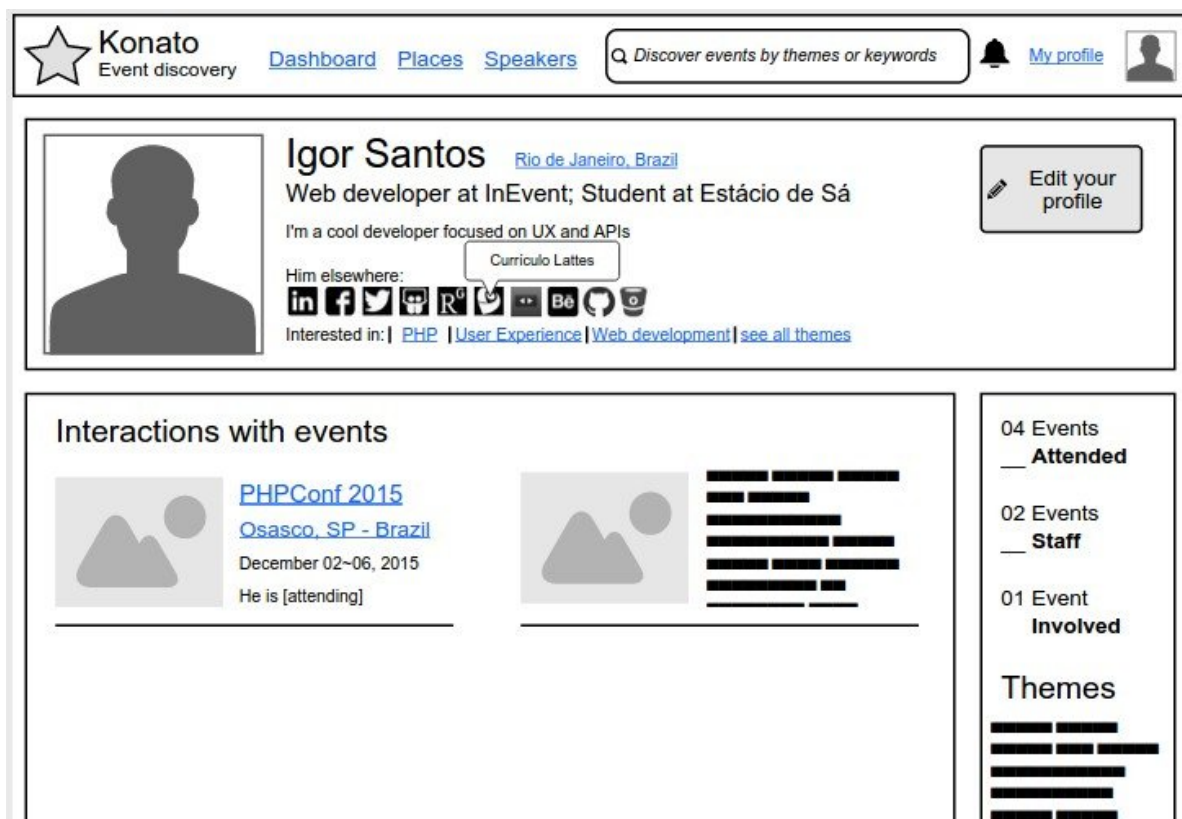 Konato
Event discovery
Dashboard Places Speakers
Discover events by themes or keywords
My profile
Igor Santos Rio de Janeiro, Brazil
Web developer at InEvent; Student at Estácio de Sá
I'm a cool developer focused on UX and APIs
Curriculo Lattes
Him elsewhere:
in f R^G Bē
Interested in: | PHP | User Experience | Web development | see all themes
Edit your
profile
Interactions with events
PHPConf 2015
Osasco, SP - Brazil
December 02~06, 2015
He is [attending]
04 Events
__ Attended
02 Events
__ Staff
01 Event
Involved
Themes